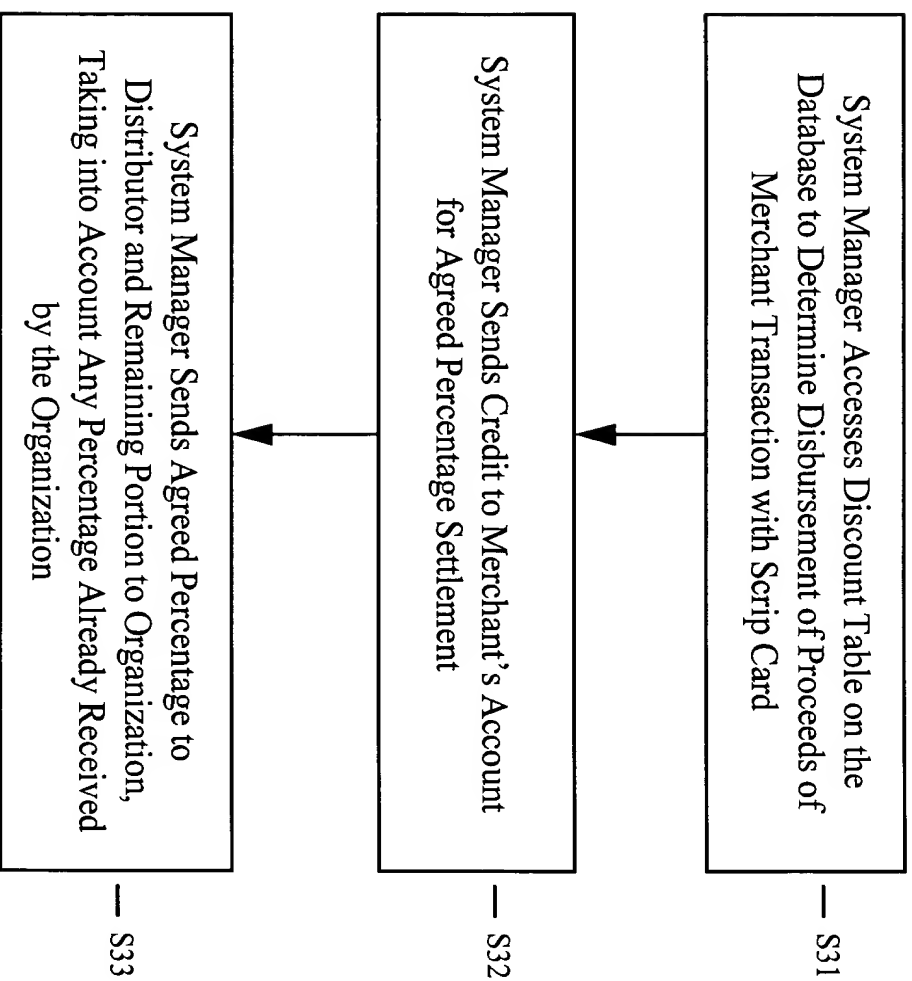 System Manager Accesses Discount Table on the
Database to Determine Disbursement of Proceeds of
Merchant Transaction with Scrip Card
S31
System Manager Sends Credit to Merchant's Account
for Agreed Percentage Settlement
S32
System Manager Sends Agreed Percentage to
Distributor and Remaining Portion to Organization,
Taking into Account Any Percentage Already Received
by the Organization
S33